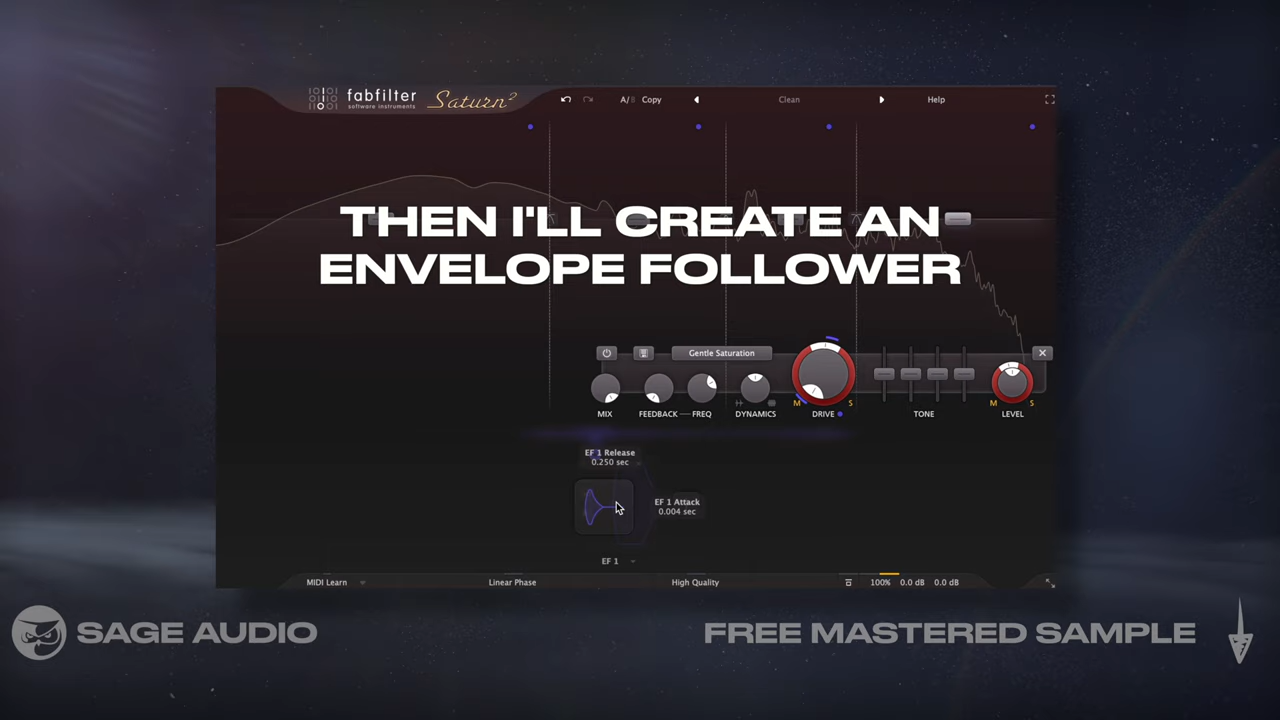 fabfilter
software instruments
Saturn 2
A/B Copy
Clean
Help
THEN I'LL CREATE AN
ENVELOPE FOLLOWER
Gentle Saturation
M S
M S
MIX FEEDBACK FREQ DYNAMICS DRIVE TONE LEVEL
EF 1 Release
0.250 sec
EF 1 Attack
0.004 sec
EF 1
MIDI Learn Linear Phase High Quality 100% 0.0 dB 0.0 dB
SAGE AUDIO
FREE MASTERED SAMPLE